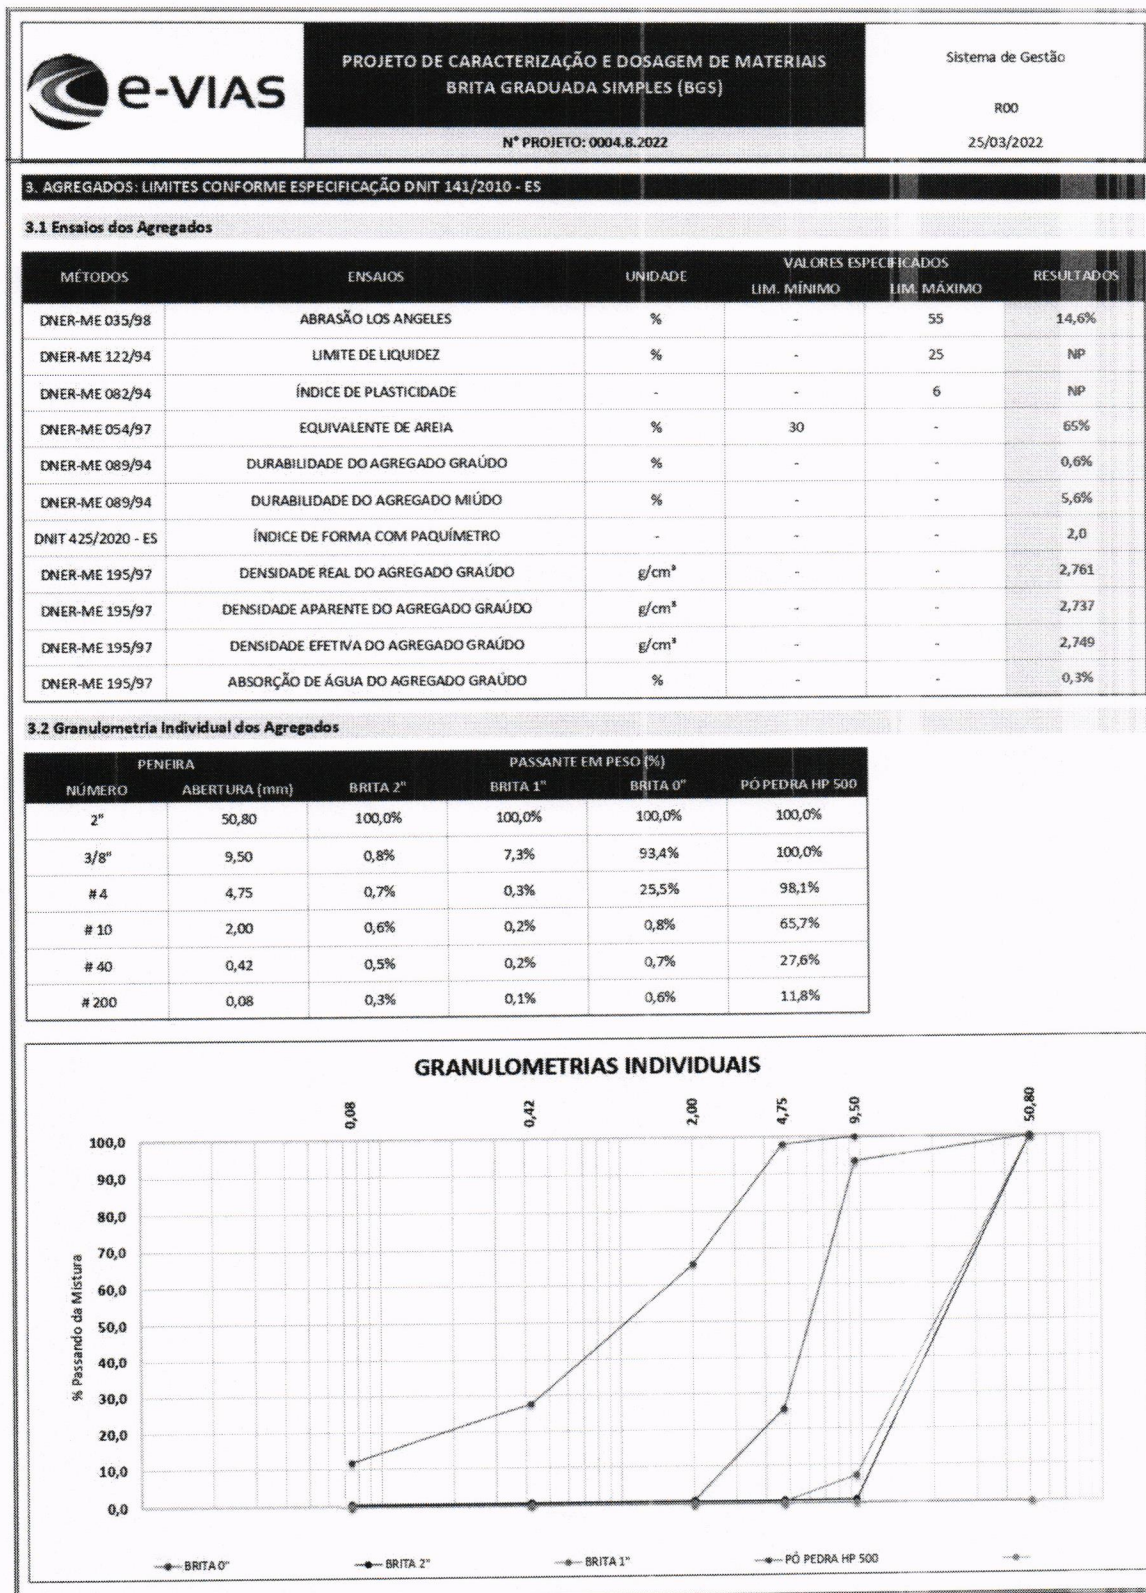 e-VIAS
PROJETO DE CARACTERIZAÇÃO E DOSAGEM DE MATERIAIS
BRITA GRADUADA SIMPLES (BGS)
Nº PROJETO: 0004.8.2022
Sistema de Gestão
R00
25/03/2022
3. AGREGADOS: LIMITES CONFORME ESPECIFICAÇÃO DNIT 141/2010 - ES
3.1 Ensaios dos Agregados
MÉTODOS ENSAIOS UNIDADE VALORES ESPECIFICADOS RESULTADOS
LIM. MÍNIMO LIM. MÁXIMO
DNER-ME 035/98 ABRASÃO LOS ANGELES % - 55 14,6%
DNER-ME 122/94 LIMITE DE LIQUIDEZ % - 25 NP
DNER-ME 082/94 ÍNDICE DE PLASTICIDADE - - 6 NP
DNER-ME 054/97 EQUIVALENTE DE AREIA % 30 - 65%
DNER-ME 089/94 DURABILIDADE DO AGREGADO GRAÚDO % - - 0,6%
DNER-ME 089/94 DURABILIDADE DO AGREGADO MIÚDO % - - 5,6%
DNIT 425/2020 - ES ÍNDICE DE FORMA COM PAQUÍMETRO - - - 2,0
DNER-ME 195/97 DENSIDADE REAL DO AGREGADO GRAÚDO g/cm³ - - 2,761
DNER-ME 195/97 DENSIDADE APARENTE DO AGREGADO GRAÚDO g/cm³ - - 2,737
DNER-ME 195/97 DENSIDADE EFETIVA DO AGREGADO GRAÚDO g/cm³ - - 2,749
DNER-ME 195/97 ABSORÇÃO DE ÁGUA DO AGREGADO GRAÚDO % - - 0,3%
3.2 Granulometria Individual dos Agregados
PENEIRA PASSANTE EM PESO (%)
NÚMERO ABERTURA (mm) BRITA 2" BRITA 1" BRITA 0" PÓ PEDRA HP 500
2" 50,80 100,0% 100,0% 100,0% 100,0%
3/8" 9,50 0,8% 7,3% 93,4% 100,0%
# 4 4,75 0,7% 0,3% 25,5% 98,1%
# 10 2,00 0,6% 0,2% 0,8% 65,7%
# 40 0,42 0,5% 0,2% 0,7% 27,6%
# 200 0,08 0,3% 0,1% 0,6% 11,8%
GRANULOMETRIAS INDIVIDUAIS
0,08 0,42 2,00 4,75 9,50 50,80
% Passando da Mistura
100,0
90,0
80,0
70,0
60,0
50,0
40,0
30,0
20,0
10,0
0,0
BRITA 0" BRITA 2" BRITA 1" PÓ PEDRA HP 500